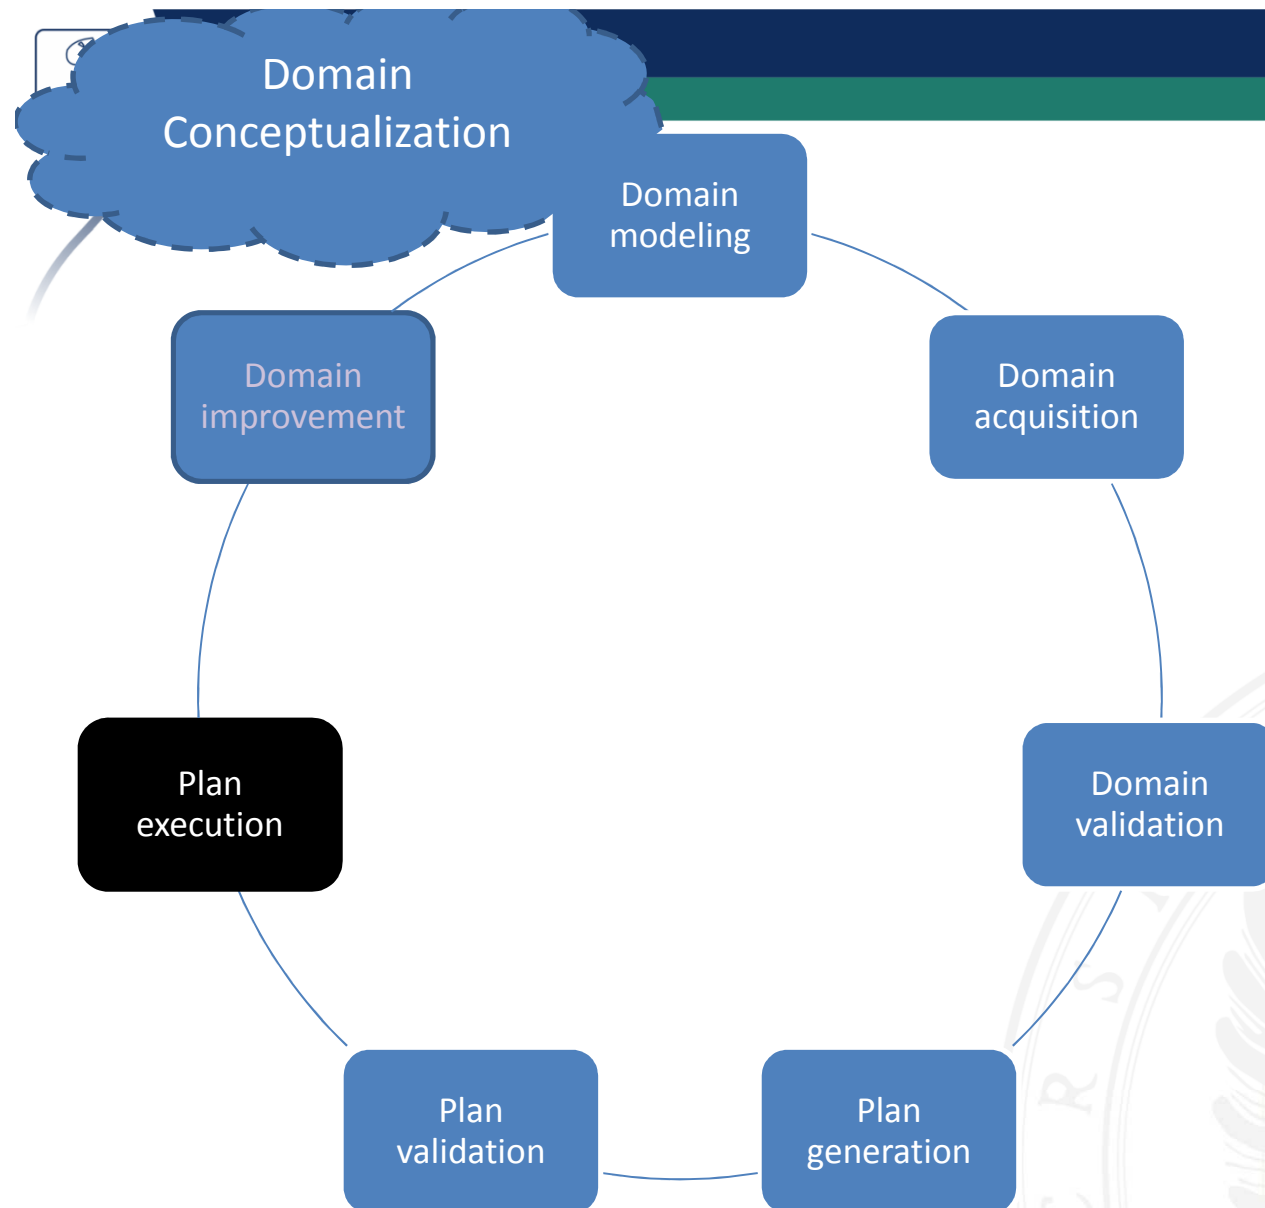 Domain
Conceptualization
Domain
modeling
Domain
acquisition
Domain
validation
Plan
generation
Plan
validation
Plan
execution
Domain
improvement